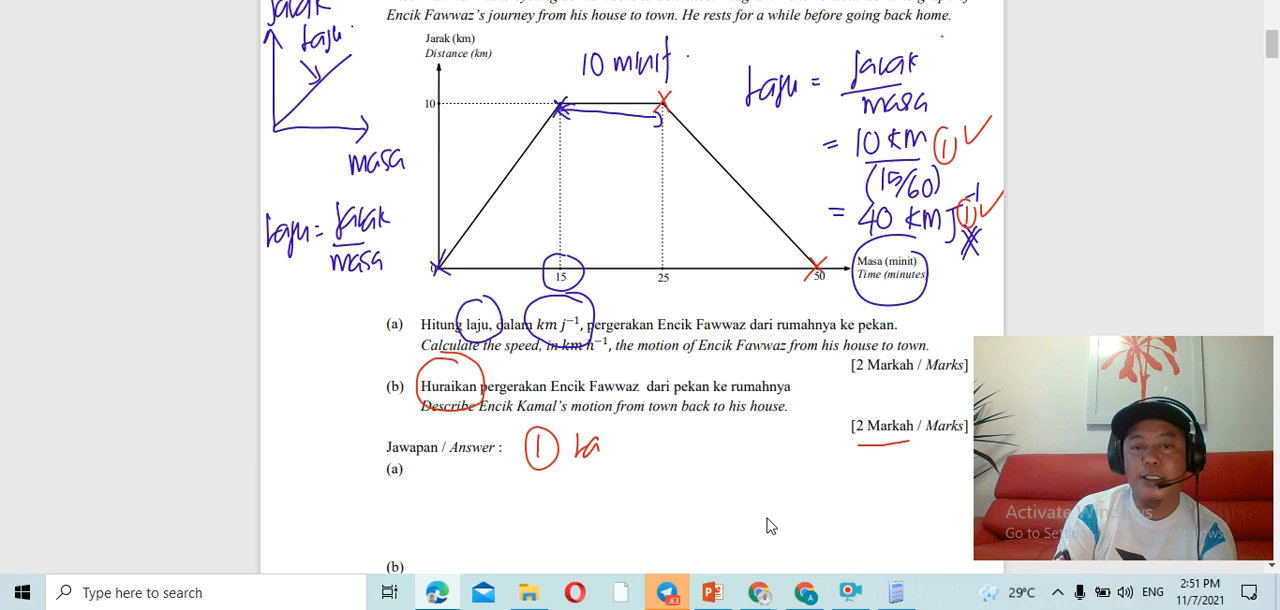 Encik Fawwaz's journey from his house to town. He rests for a while before going back home.
Jarak
Laju
masa
Laju = Jarak
masa
Jarak (km)
Distance (km)
10 minit
10
0
15
25
50
Masa (minit)
Time (minutes)
Laju = Jarak
masa
= 10 km ①
(15/60)
= 40 km j⁻¹ ①
(a) Hitung laju, dalam km j⁻¹, pergerakan Encik Fawwaz dari rumahnya ke pekan.
Calculate the speed, in km h⁻¹, the motion of Encik Fawwaz from his house to town.
[2 Markah / Marks]
(b) Huraikan pergerakan Encik Fawwaz dari pekan ke rumahnya
Describe Encik Kamal's motion from town back to his house.
[2 Markah / Marks]
Jawapan / Answer : ① La
(a)
(b)
Activate Windows
Go to Settings
Type here to search
83
29°C
ENG
2:51 PM
11/7/2021